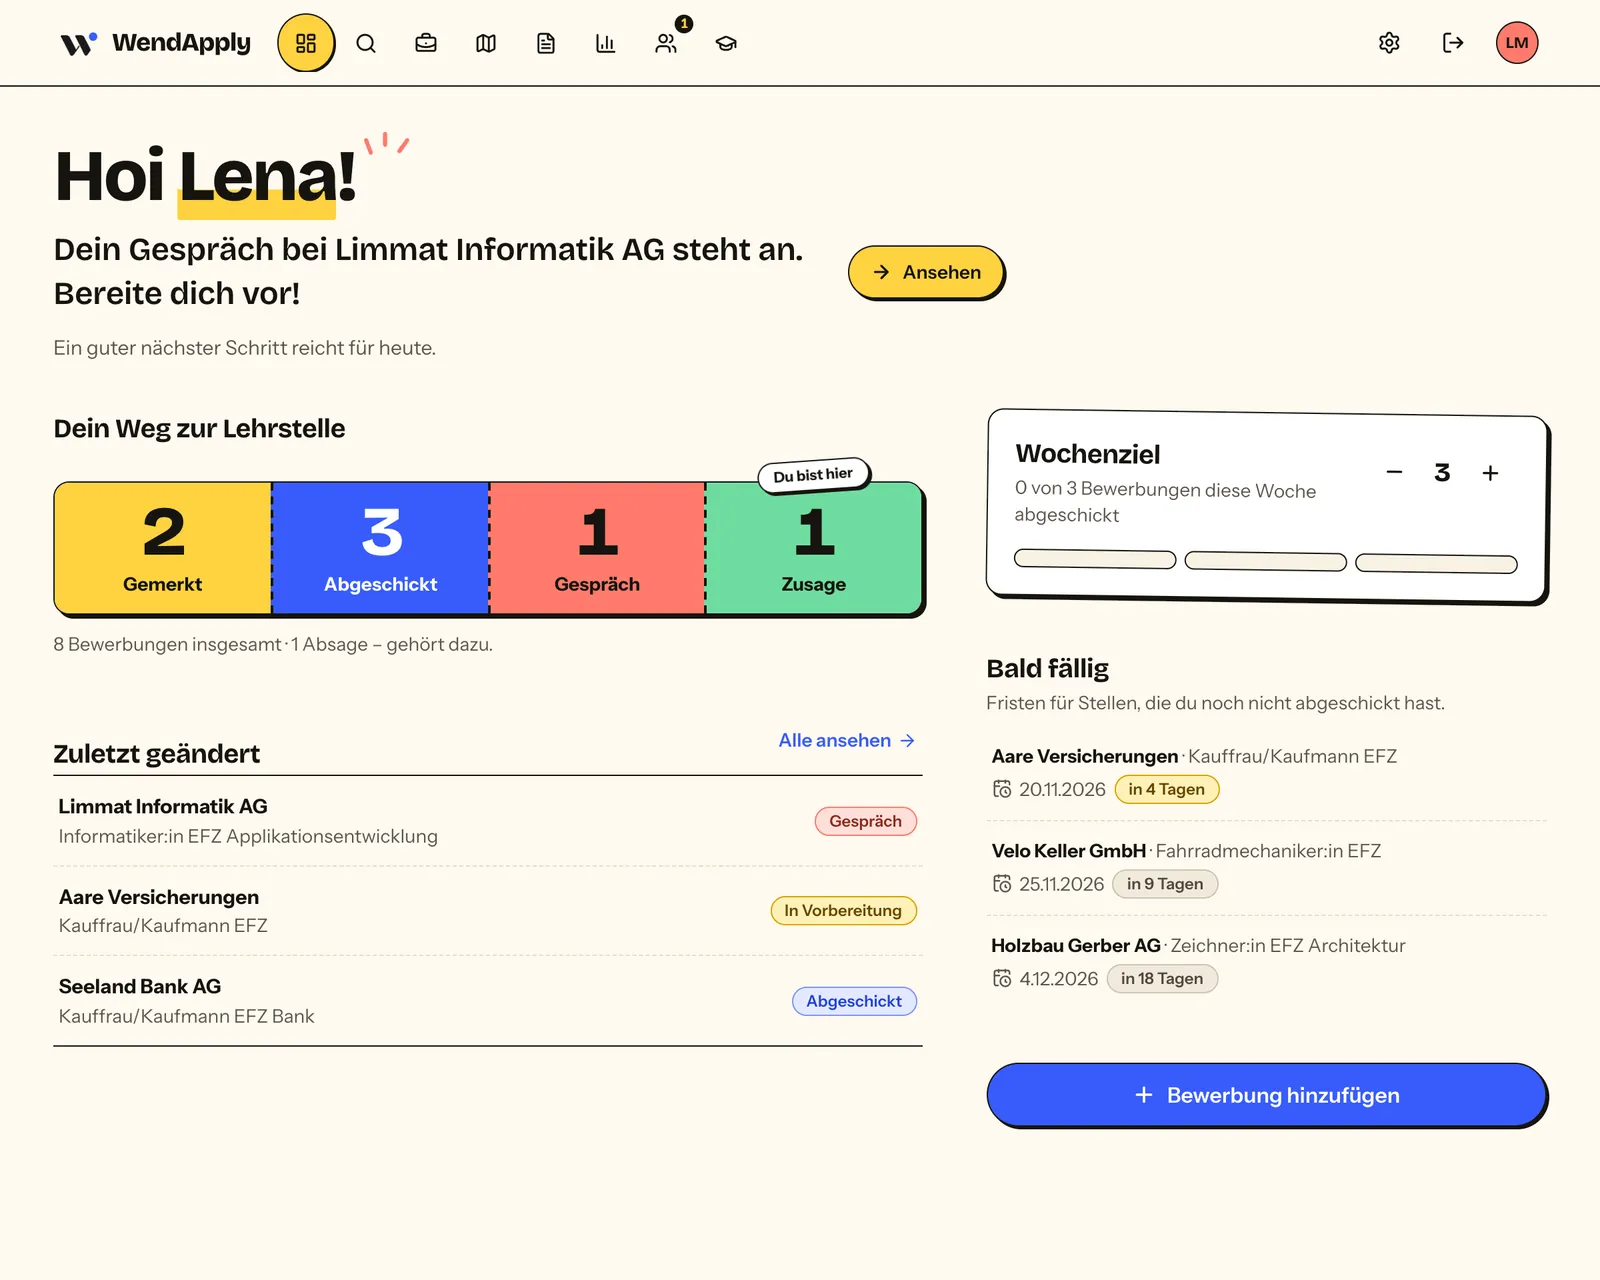 WendApply
1
LM
Hoi Lena!
Dein Gespräch bei Limmat Informatik AG steht an.
Bereite dich vor!
Ansehen
Ein guter nächster Schritt reicht für heute.
Dein Weg zur Lehrstelle
Du bist hier
2
Gemerkt
3
Abgeschickt
1
Gespräch
1
Zusage
8 Bewerbungen insgesamt · 1 Absage – gehört dazu.
Zuletzt geändert
Alle ansehen
Limmat Informatik AG
Informatiker:in EFZ Applikationsentwicklung
Gespräch
Aare Versicherungen
Kauffrau/Kaufmann EFZ
In Vorbereitung
Seeland Bank AG
Kauffrau/Kaufmann EFZ Bank
Abgeschickt
Wochenziel
0 von 3 Bewerbungen diese Woche
abgeschickt
− 3 +
Bald fällig
Fristen für Stellen, die du noch nicht abgeschickt hast.
Aare Versicherungen · Kauffrau/Kaufmann EFZ
20.11.2026 in 4 Tagen
Velo Keller GmbH · Fahrradmechaniker:in EFZ
25.11.2026 in 9 Tagen
Holzbau Gerber AG · Zeichner:in EFZ Architektur
4.12.2026 in 18 Tagen
+ Bewerbung hinzufügen